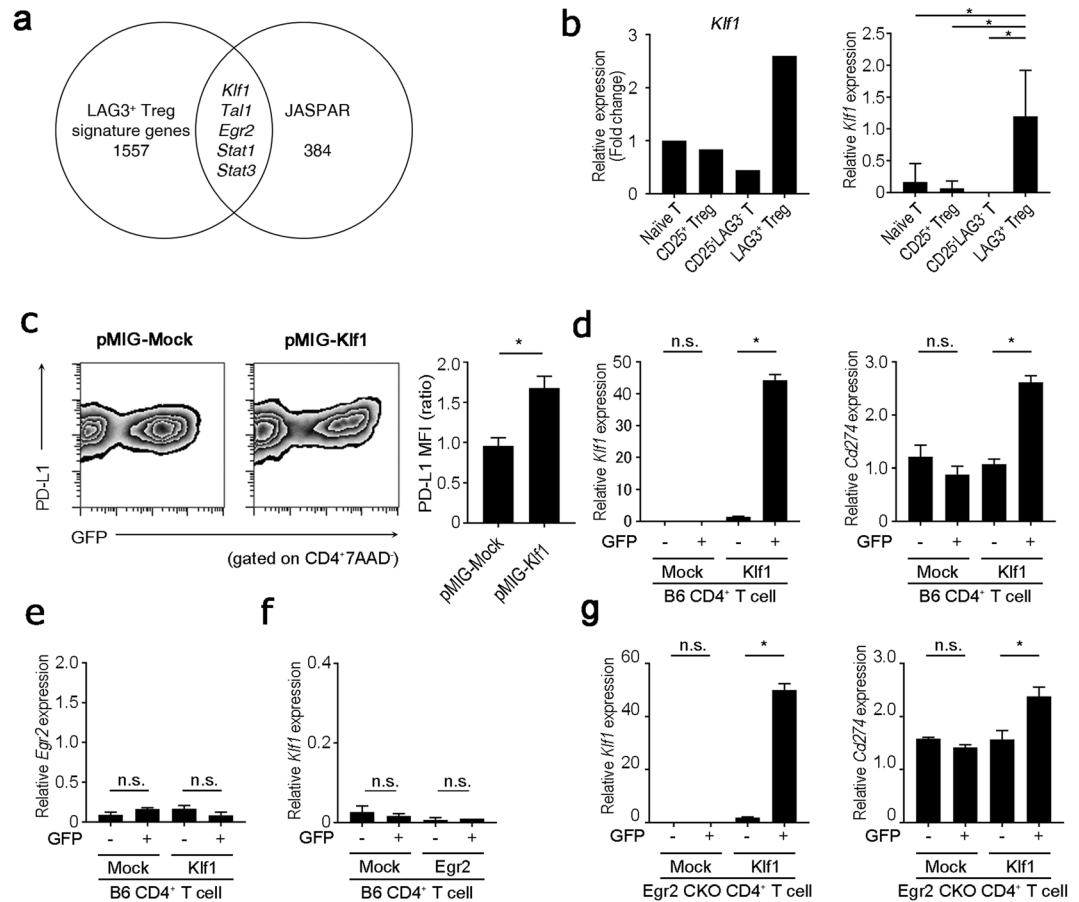 a
LAG3⁺ Treg
signature genes
1557
Klf1
Tal1
Egr2
Stat1
Stat3
JASPAR
384
b
Klf1
Relative expression
(Fold change)
3
2
1
0
Naïve T
CD25⁺ Treg
CD25⁻LAG3⁻ T
LAG3⁺ Treg
*
*
*
Relative Klf1 expression
2.5
2.0
1.5
1.0
0.5
0
Naïve T
CD25⁺ Treg
CD25⁻LAG3⁻ T
LAG3⁺ Treg
c
pMIG-Mock
pMIG-Klf1
PD-L1
GFP
(gated on CD4⁺7AAD⁻)
*
PD-L1 MFI (ratio)
2.0
1.5
1.0
0.5
0
pMIG-Mock
pMIG-Klf1
d
n.s.
*
Relative Klf1 expression
50
40
30
20
10
0
GFP - + - +
Mock Klf1
B6 CD4⁺ T cell
n.s.
*
Relative Cd274 expression
3.0
2.0
1.0
0.0
GFP - + - +
Mock Klf1
B6 CD4⁺ T cell
e
Relative Egr2 expression
2.0
1.5
1.0
0.5
0
n.s.
n.s.
GFP - + - +
Mock Klf1
B6 CD4⁺ T cell
f
Relative Klf1 expression
0.4
0.2
0
n.s.
n.s.
GFP - + - +
Mock Egr2
B6 CD4⁺ T cell
g
n.s.
*
Relative Klf1 expression
60
40
20
0
GFP - + - +
Mock Klf1
Egr2 CKO CD4⁺ T cell
n.s.
*
Relative Cd274 expression
3.0
2.0
1.0
0.0
GFP - + - +
Mock Klf1
Egr2 CKO CD4⁺ T cell